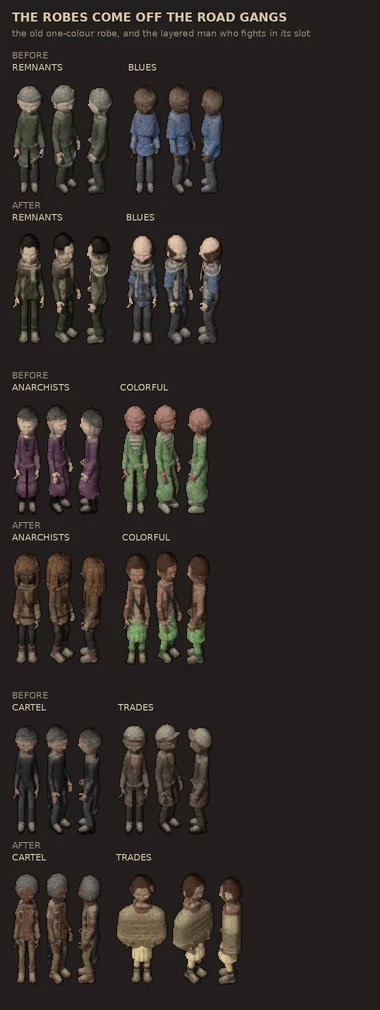 THE ROBES COME OFF THE ROAD GANGS
the old one-colour robe, and the layered man who fights in its slot
BEFORE
REMNANTS BLUES
AFTER
REMNANTS BLUES
BEFORE
ANARCHISTS COLORFUL
AFTER
ANARCHISTS COLORFUL
BEFORE
CARTEL TRADES
AFTER
CARTEL TRADES